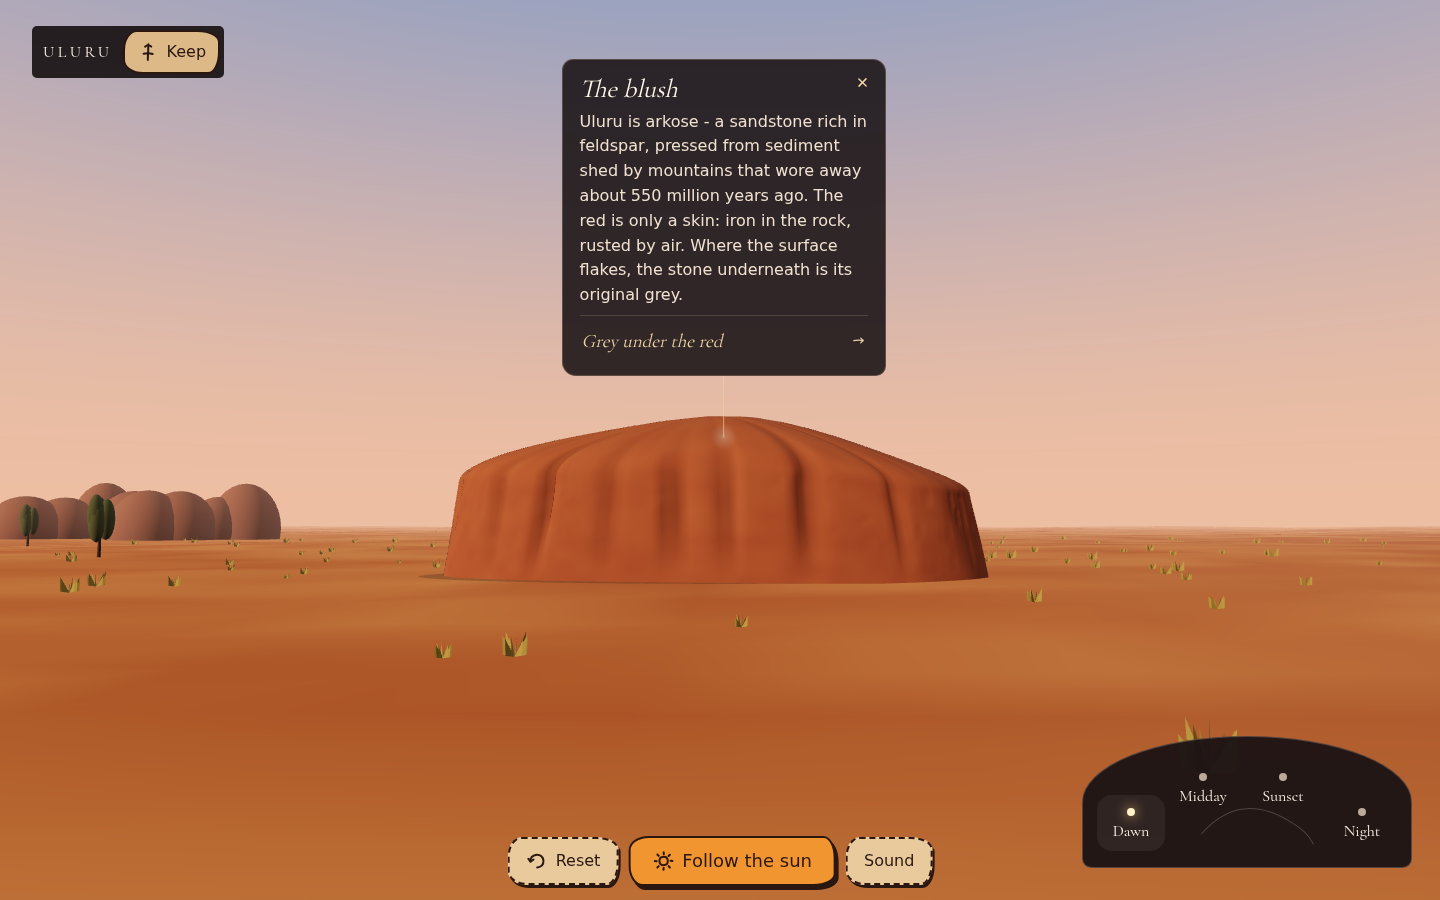 ULURU
Keep
The blush
Uluru is arkose - a sandstone rich in
feldspar, pressed from sediment
shed by mountains that wore away
about 550 million years ago. The
red is only a skin: iron in the rock,
rusted by air. Where the surface
flakes, the stone underneath is its
original grey.
Grey under the red
Midday
Sunset
Dawn
Night
Reset
Follow the sun
Sound